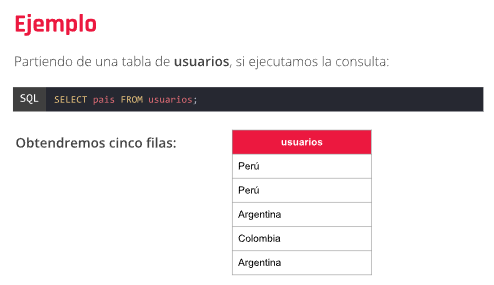 Ejemplo
Partiendo de una tabla de usuarios, si ejecutamos la consulta:
SQL SELECT pais FROM usuarios;
Obtendremos cinco filas:
usuarios
Perú
Perú
Argentina
Colombia
Argentina